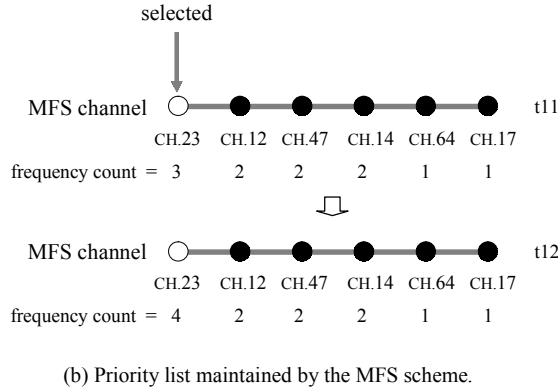 selected
MFS channel t11
CH.23 CH.12 CH.47 CH.14 CH.64 CH.17
frequency count = 3 2 2 2 1 1
MFS channel t12
CH.23 CH.12 CH.47 CH.14 CH.64 CH.17
frequency count = 4 2 2 2 1 1
(b) Priority list maintained by the MFS scheme.